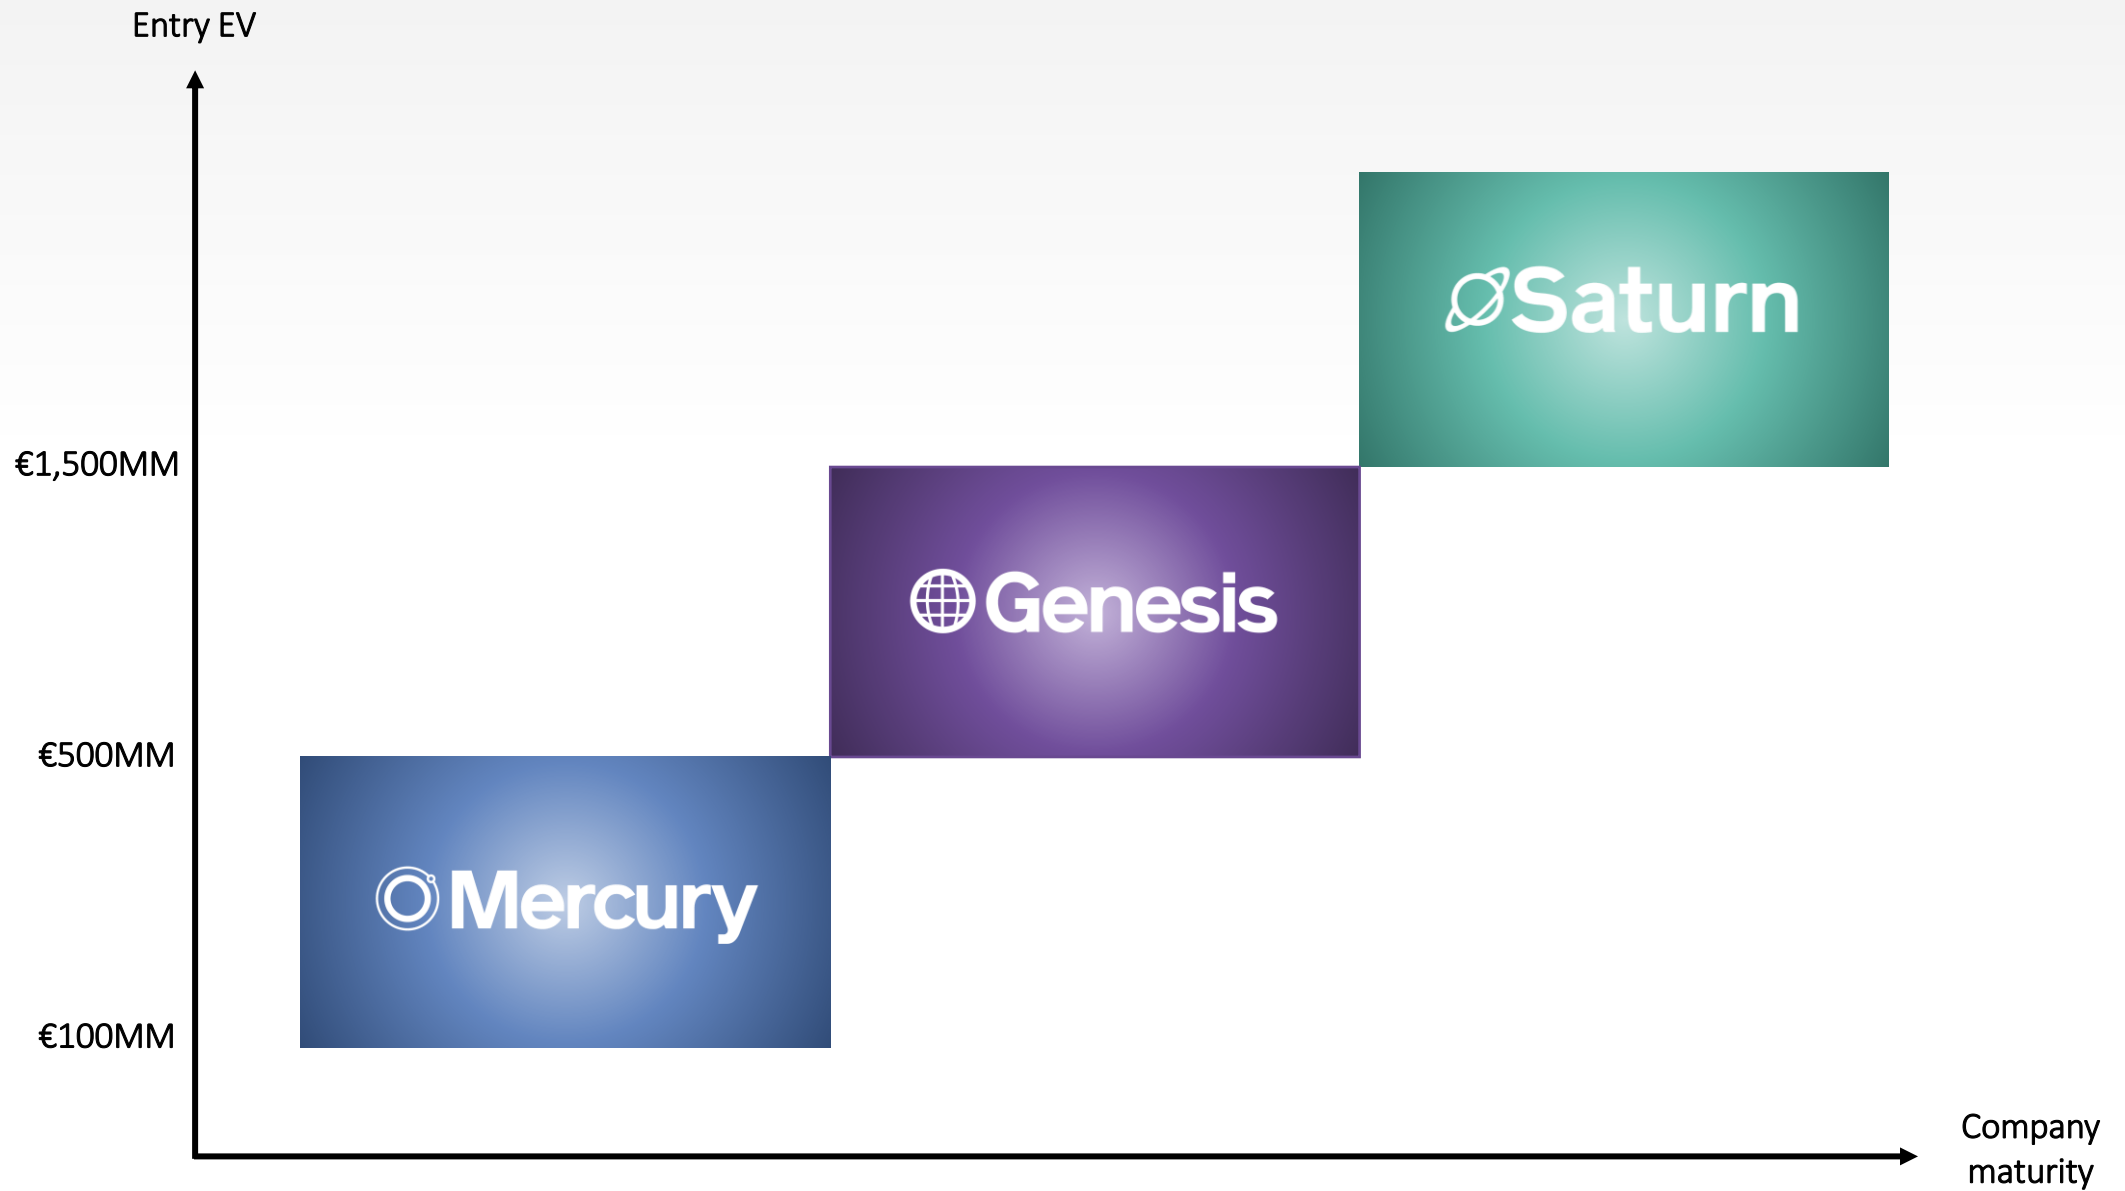 Entry EV
Saturn
€1,500MM
Genesis
€500MM
Mercury
€100MM
Company
maturity